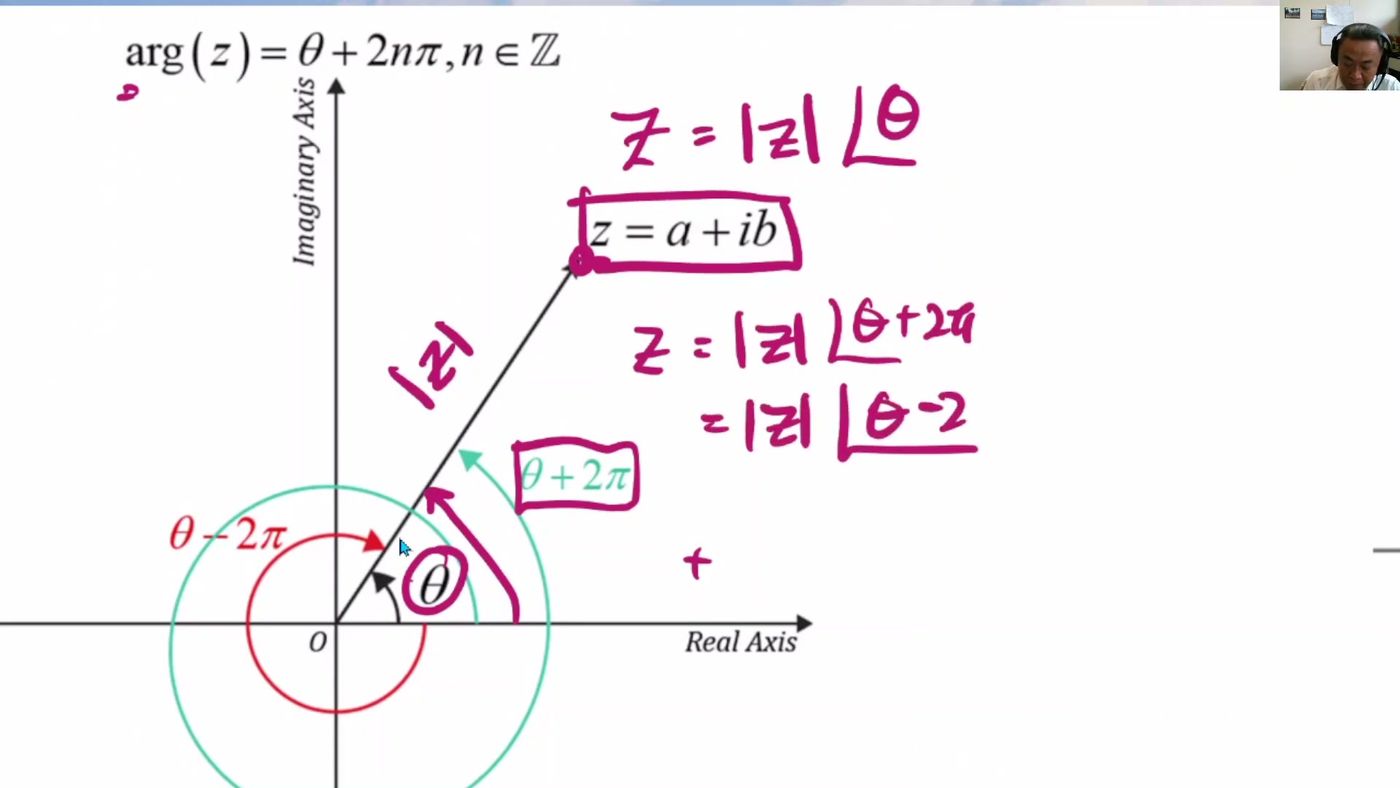 arg(z) = θ + 2nπ, n ∈ ℤ
Imaginary Axis
z = |z| ∠θ
z = a + ib
|z|
z = |z| ∠θ+2π
= |z| ∠θ-2
θ + 2π
θ - 2π
θ
+
O
Real Axis